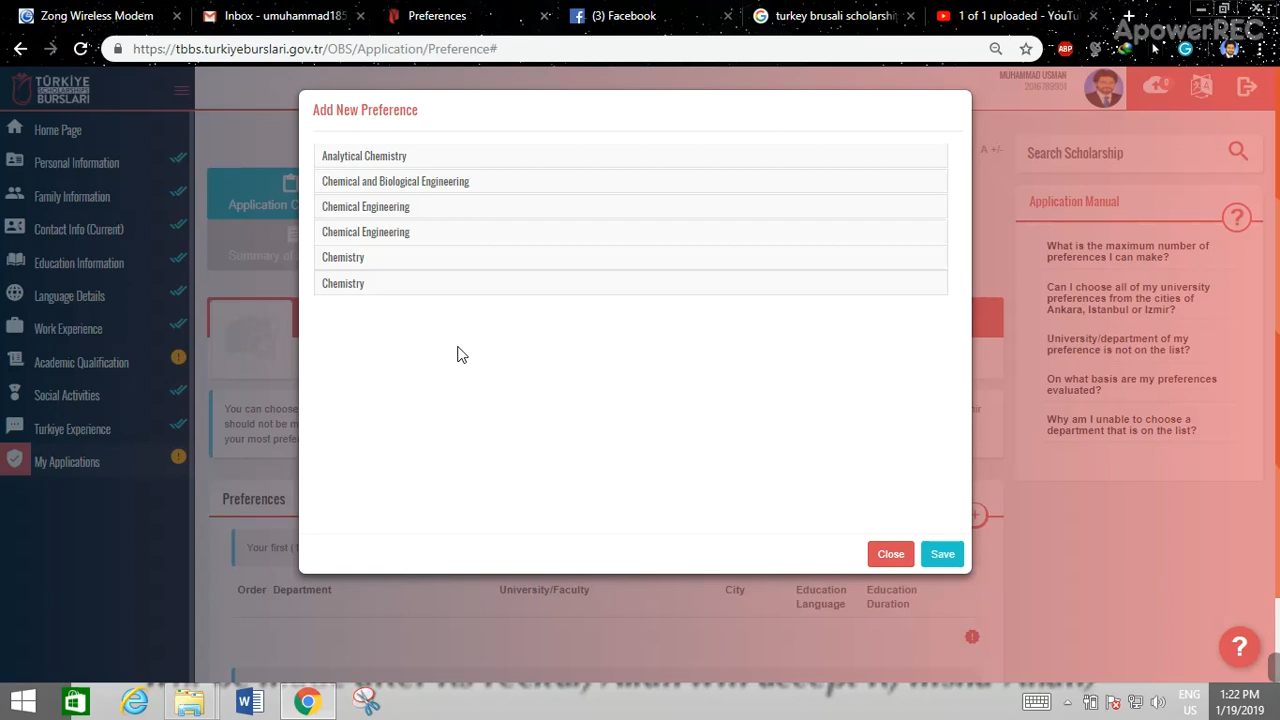 Zong Wireless Modem
Inbox - umuhammad185
Preferences
(3) Facebook
turkey brusali scholarship
1 of 1 uploaded - YouTu
ApowerREC
https://tbbs.turkiyeburslari.gov.tr/OBS/Application/Preference#
ABP
TÜRKİYE
SCHOLARSHIPS
BURSLARI
MUHAMMAD USMAN
0
Home Page
Personal Information
Family Information
Contact Info (Current)
Education Information
Language Details
Work Experience
Academic Qualification
Social Activities
Turkiye Experience
My Applications
Application C
Summary of
You can choose
should not be m
your most prefe
Preferences
Your first (
Order
Department
University/Faculty
City
Education
Language
Education
Duration
Add New Preference
Analytical Chemistry
Chemical and Biological Engineering
Chemical Engineering
Chemical Engineering
Chemistry
Chemistry
Close
Save
A +/-
Search Scholarship
Application Manual
?
What is the maximum number of
preferences I can make?
Can I choose all of my university
preferences from the cities of
Ankara, Istanbul or Izmir?
University/department of my
preference is not on the list?
On what basis are my preferences
evaluated?
Why am I unable to choose a
department that is on the list?
?
ENG
US
1:22 PM
1/19/2019